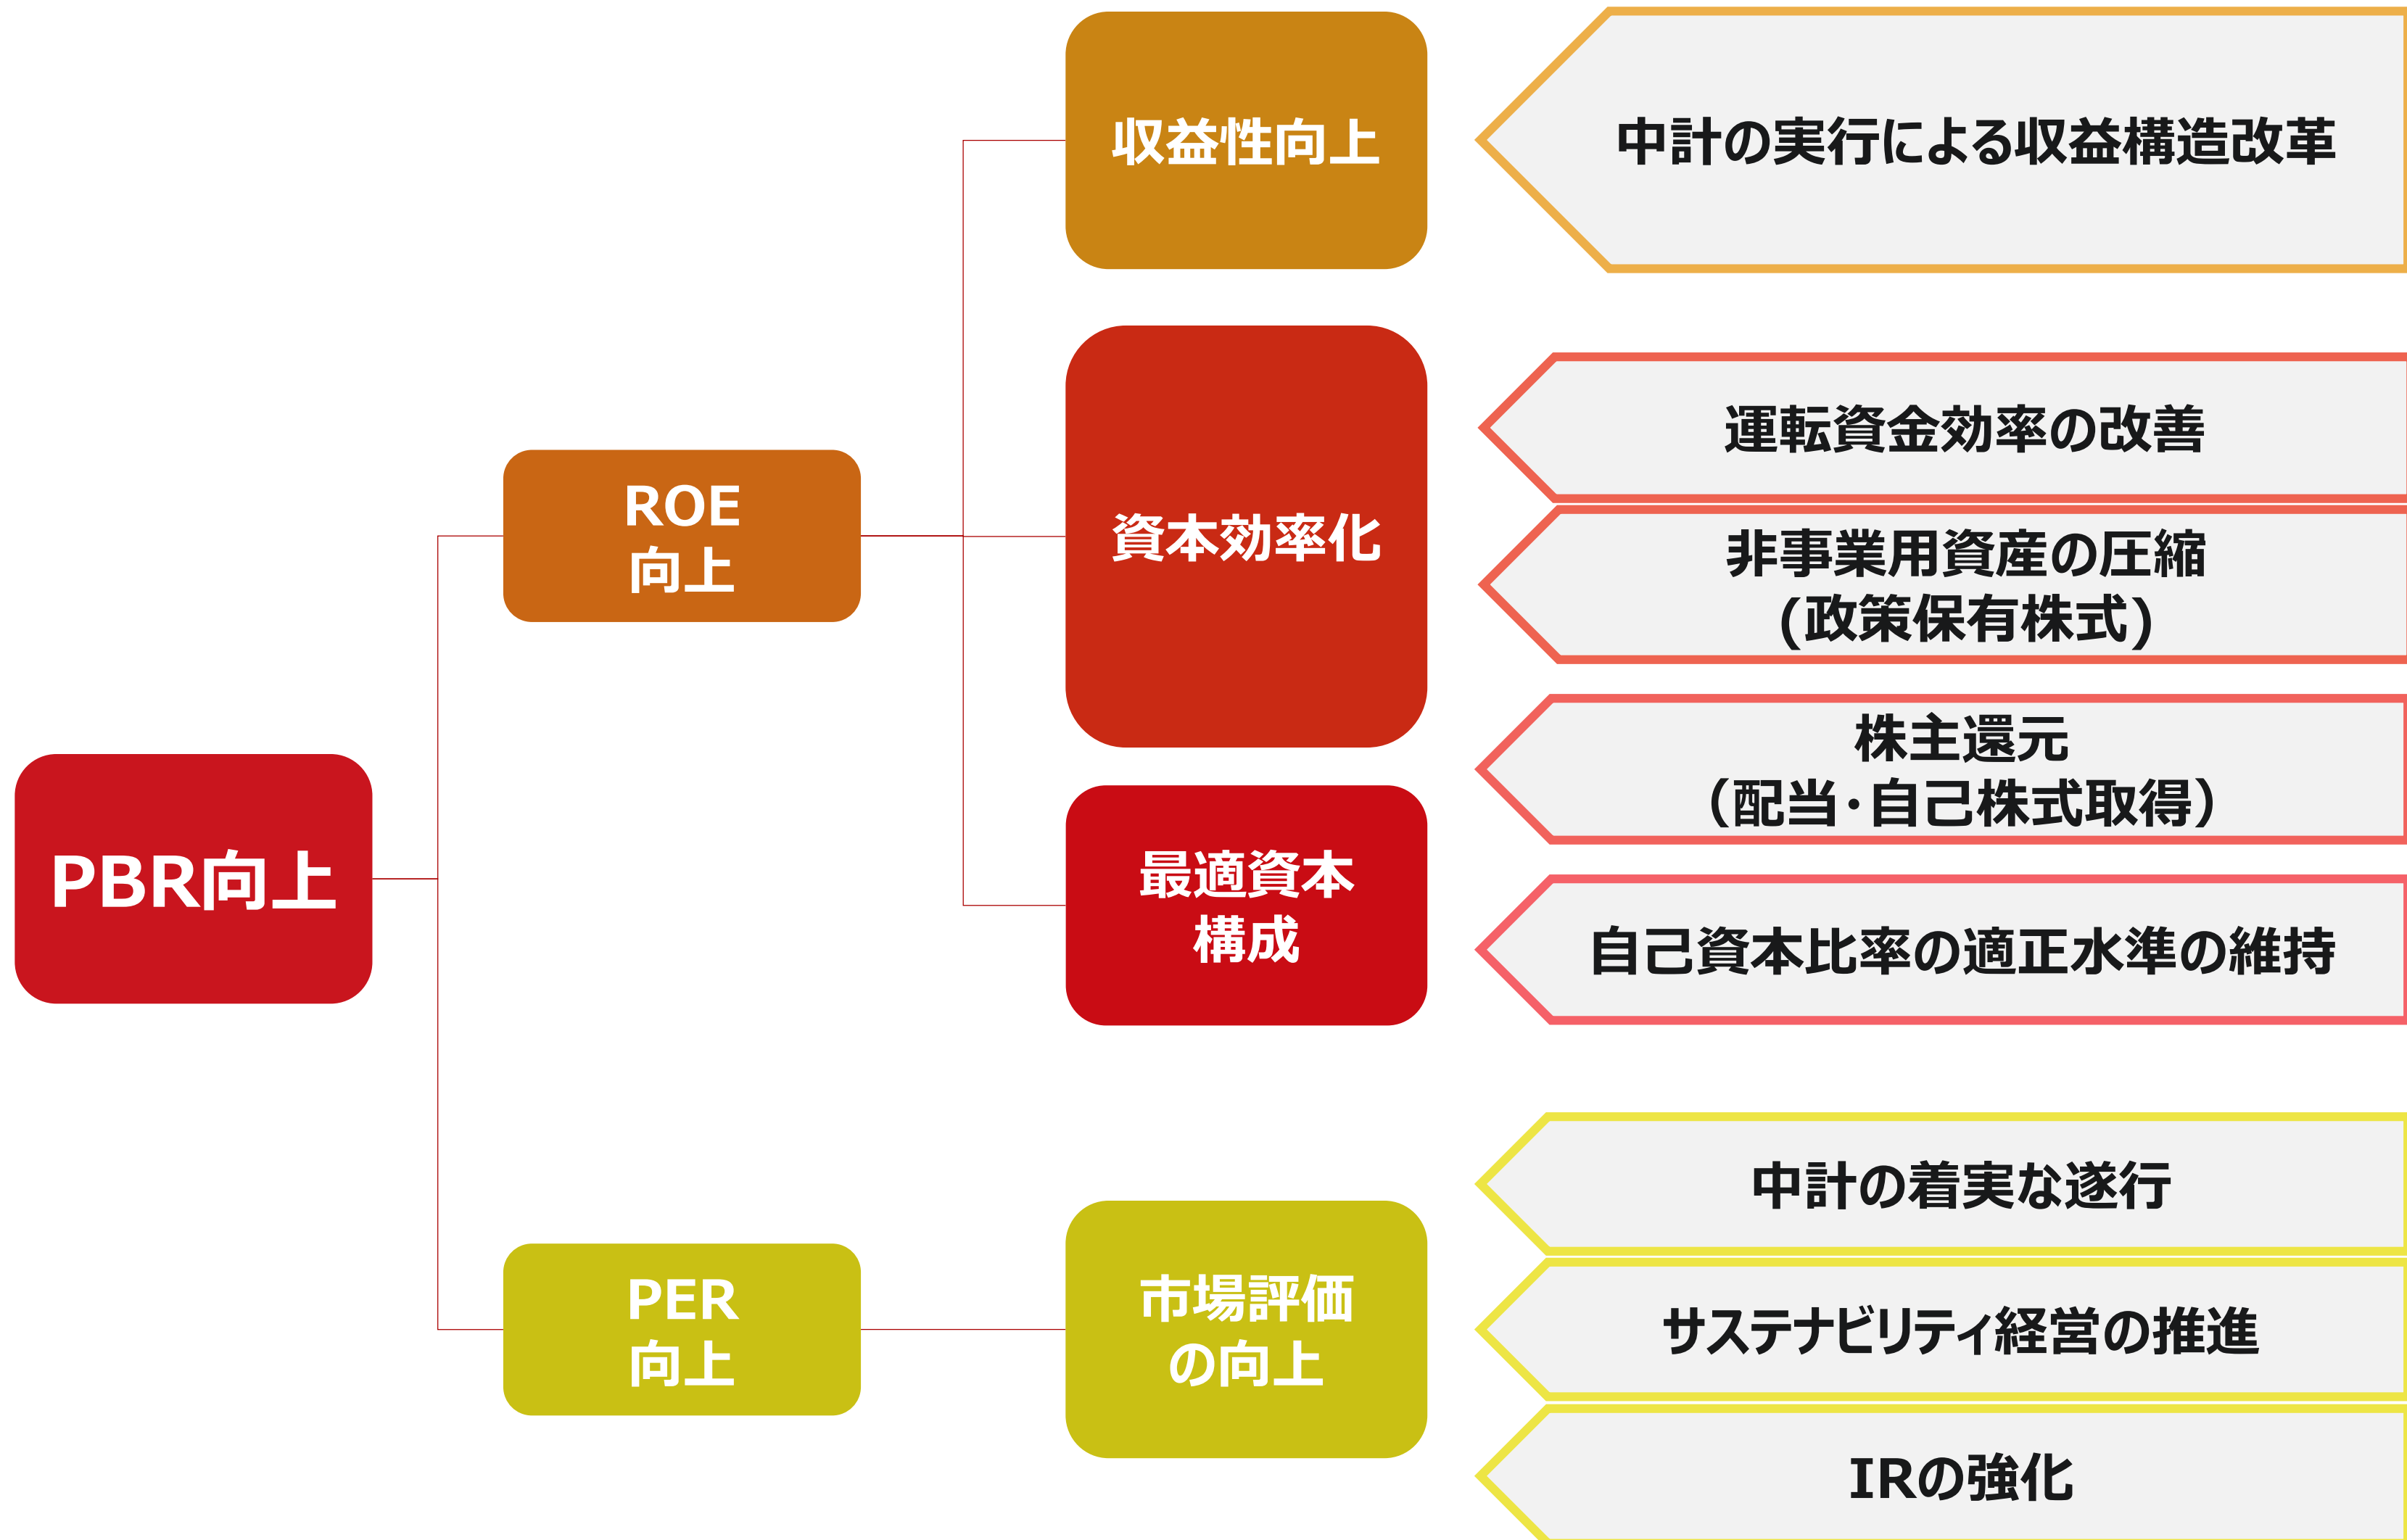 PBR向上
ROE
向上
PER
向上
収益性向上
資本効率化
最適資本
構成
市場評価
の向上
中計の実行による収益構造改革
運転資金効率の改善
非事業用資産の圧縮
(政策保有株式)
株主還元
（配当・自己株式取得）
自己資本比率の適正水準の維持
中計の着実な遂行
サステナビリティ経営の推進
IRの強化